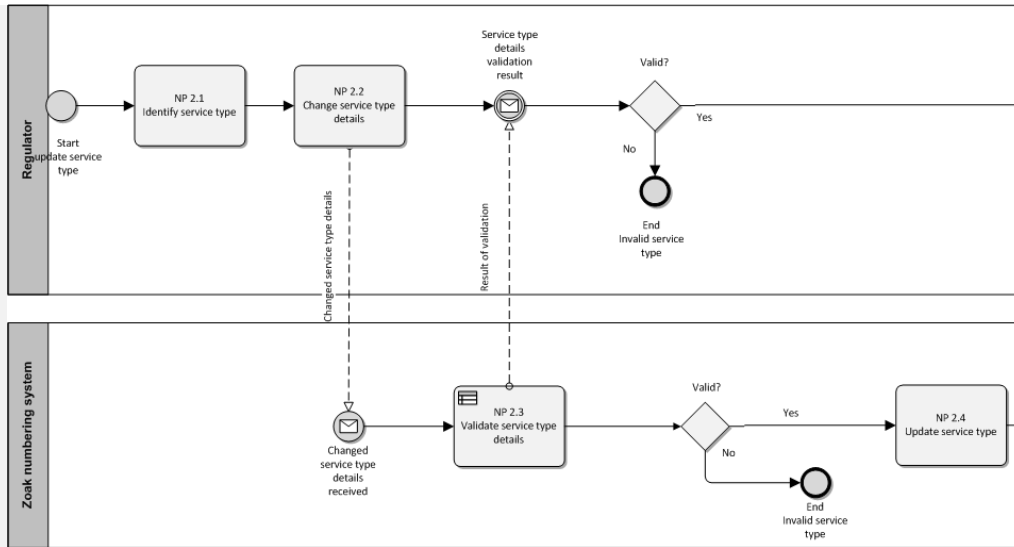 Regulator
Start
update service
type
NP 2.1
Identify service type
NP 2.2
Change service type
details
Service type
details
validation
result
Valid?
Yes
No
End
Invalid service
type
Changed service type details
Result of validation
Zoak numbering system
Changed
service type
details
received
NP 2.3
Validate service type
details
Valid?
Yes
No
End
Invalid service
type
NP 2.4
Update service type